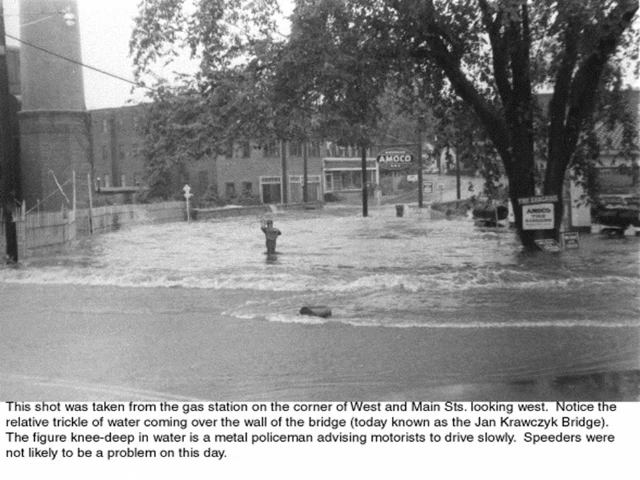 AMOCO
AMOCO
This shot was taken from the gas station on the corner of West and Main Sts. looking west.  Notice the
relative trickle of water coming over the wall of the bridge (today known as the Jan Krawczyk Bridge).
The figure knee-deep in water is a metal policeman advising motorists to drive slowly.  Speeders were
not likely to be a problem on this day.